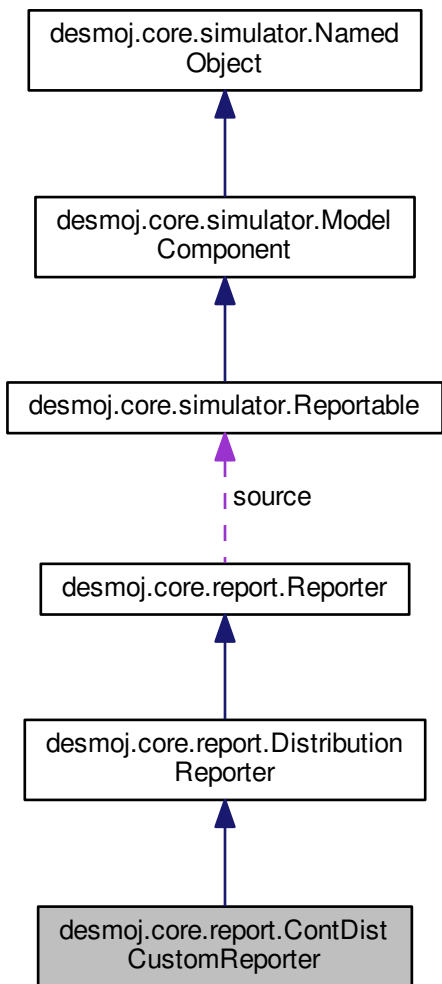 desmoj.core.simulator.Named
Object
desmoj.core.simulator.Model
Component
desmoj.core.simulator.Reportable
source
desmoj.core.report.Reporter
desmoj.core.report.Distribution
Reporter
desmoj.core.report.ContDist
CustomReporter